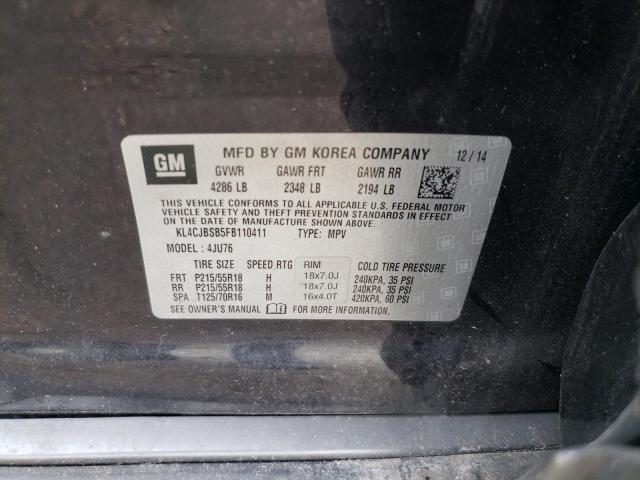 GM
MFD BY GM KOREA COMPANY 12/14
GVWR GAWR FRT GAWR RR
4286 LB 2348 LB 2194 LB
THIS VEHICLE CONFORMS TO ALL APPLICABLE U.S. FEDERAL MOTOR
VEHICLE SAFETY AND THEFT PREVENTION STANDARDS IN EFFECT
ON THE DATE OF MANUFACTURE SHOWN ABOVE.
KL4CJBSB5FB110411 TYPE: MPV
MODEL : 4JU76
TIRE SIZE SPEED RTG RIM COLD TIRE PRESSURE
FRT P215/55R18 H 18x7.0J 240KPA, 35 PSI
RR P215/55R18 H 18x7.0J 240KPA, 35 PSI
SPA T125/70R16 M 16x4.0T 420KPA, 60 PSI
SEE OWNER'S MANUAL FOR MORE INFORMATION